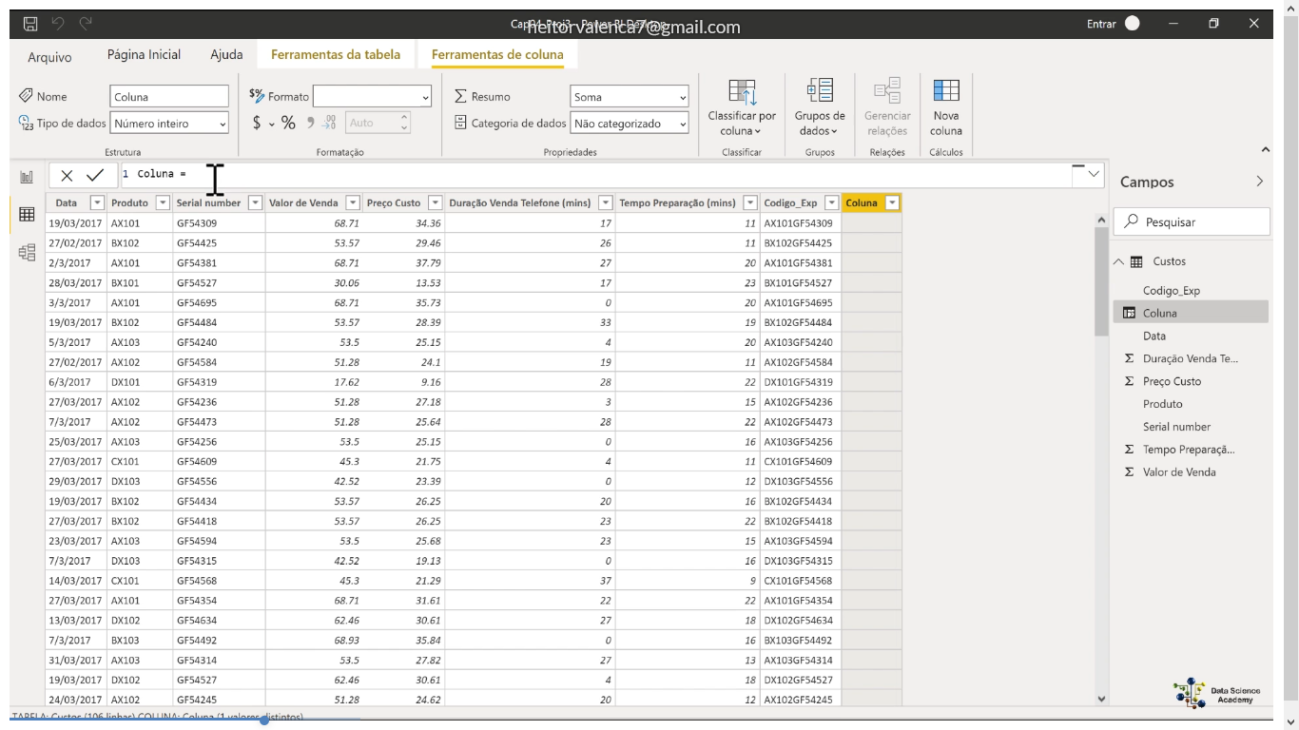 heitorvalenca7@gmail.com
Entrar
Arquivo Página Inicial Ajuda Ferramentas da tabela Ferramentas de coluna
Nome Coluna
Tipo de dados Número inteiro
Estrutura
$% Formato
$ % 9 Auto
Formatação
Resumo Soma
Categoria de dados Não categorizado
Propriedades
Classificar por
coluna
Classificar
Grupos de
dados
Grupos
Gerenciar
relações
Relações
Nova
coluna
Cálculos
1 Coluna =
Data Produto Serial number Valor de Venda Preço Custo Duração Venda Telefone (mins) Tempo Preparação (mins) Codigo_Exp Coluna
19/03/2017 AX101 GF54309 68.71 34.36 17 11 AX101GF54309
27/02/2017 BX102 GF54425 53.57 29.46 26 11 BX102GF54425
2/3/2017 AX101 GF54381 68.71 37.79 27 20 AX101GF54381
28/03/2017 BX101 GF54527 30.06 13.53 17 23 BX101GF54527
3/3/2017 AX101 GF54695 68.71 35.73 0 20 AX101GF54695
19/03/2017 BX102 GF54484 53.57 28.39 33 19 BX102GF54484
5/3/2017 AX103 GF54240 53.5 25.15 4 20 AX103GF54240
27/02/2017 AX102 GF54584 51.28 24.1 19 11 AX102GF54584
6/3/2017 DX101 GF54319 17.62 9.16 28 22 DX101GF54319
27/03/2017 AX102 GF54236 51.28 27.18 3 15 AX102GF54236
7/3/2017 AX102 GF54473 51.28 25.64 28 22 AX102GF54473
25/03/2017 AX103 GF54256 53.5 25.15 0 16 AX103GF54256
27/03/2017 CX101 GF54609 45.3 21.75 4 11 CX101GF54609
29/03/2017 DX103 GF54556 42.52 23.39 0 12 DX103GF54556
19/03/2017 BX102 GF54434 53.57 26.25 20 16 BX102GF54434
27/03/2017 BX102 GF54418 53.57 26.25 23 22 BX102GF54418
23/03/2017 AX103 GF54594 53.5 25.68 23 15 AX103GF54594
7/3/2017 DX103 GF54315 42.52 19.13 0 16 DX103GF54315
14/03/2017 CX101 GF54568 45.3 21.29 37 9 CX101GF54568
27/03/2017 AX101 GF54354 68.71 31.61 22 22 AX101GF54354
13/03/2017 DX102 GF54634 62.46 30.61 27 18 DX102GF54634
7/3/2017 BX103 GF54492 68.93 35.84 0 16 BX103GF54492
31/03/2017 AX103 GF54314 53.5 27.82 27 13 AX103GF54314
19/03/2017 DX102 GF54527 62.46 30.61 4 18 DX102GF54527
24/03/2017 AX102 GF54245 51.28 24.62 20 12 AX102GF54245
TABELA: Custos (106 linhas) COLUNA: Coluna (1 valores distintos)
Campos
Pesquisar
Custos
Codigo_Exp
Coluna
Data
Duração Venda Te...
Preço Custo
Produto
Serial number
Tempo Preparaçã...
Valor de Venda
Data Science
Academy